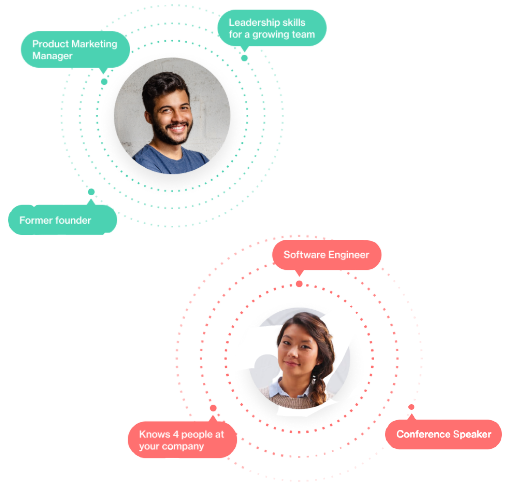 Leadership skills
for a growing team
Product Marketing
Manager
Former founder
Software Engineer
Knows 4 people at
your company
Conference Speaker